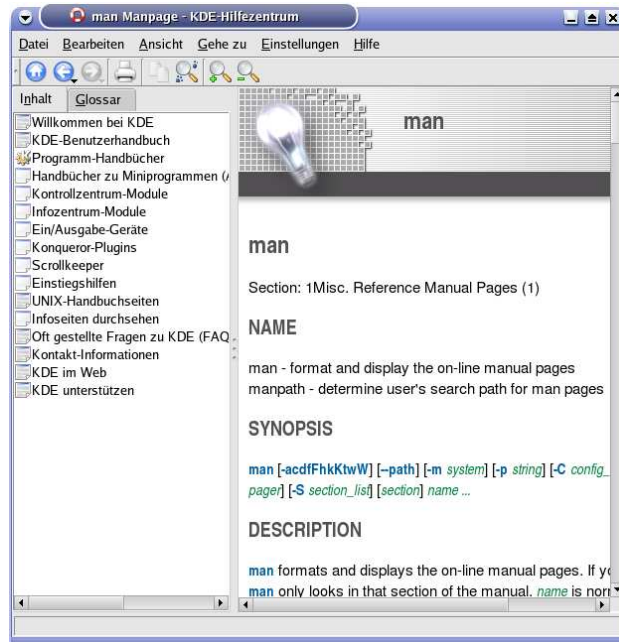 man Manpage - KDE-Hilfezentrum
Datei Bearbeiten Ansicht Gehe zu Einstellungen Hilfe
Inhalt Glossar
Willkommen bei KDE
KDE-Benutzerhandbuch
Programm-Handbücher
Handbücher zu Miniprogrammen (
Kontrollzentrum-Module
Infozentrum-Module
Ein/Ausgabe-Geräte
Konqueror-Plugins
Scrollkeeper
Einstiegshilfen
UNIX-Handbuchseiten
Infoseiten durchsehen
Oft gestellte Fragen zu KDE (FAQ
Kontakt-Informationen
KDE im Web
KDE unterstützen
man
man
Section: 1Misc. Reference Manual Pages (1)
NAME
man - format and display the on-line manual pages
manpath - determine user's search path for man pages
SYNOPSIS
man [-acdfFhkKtwW] [--path] [-m system] [-p string] [-C config_
pager] [-S section_list] [section] name ...
DESCRIPTION
man formats and displays the on-line manual pages. If yo
man only looks in that section of the manual. name is norr